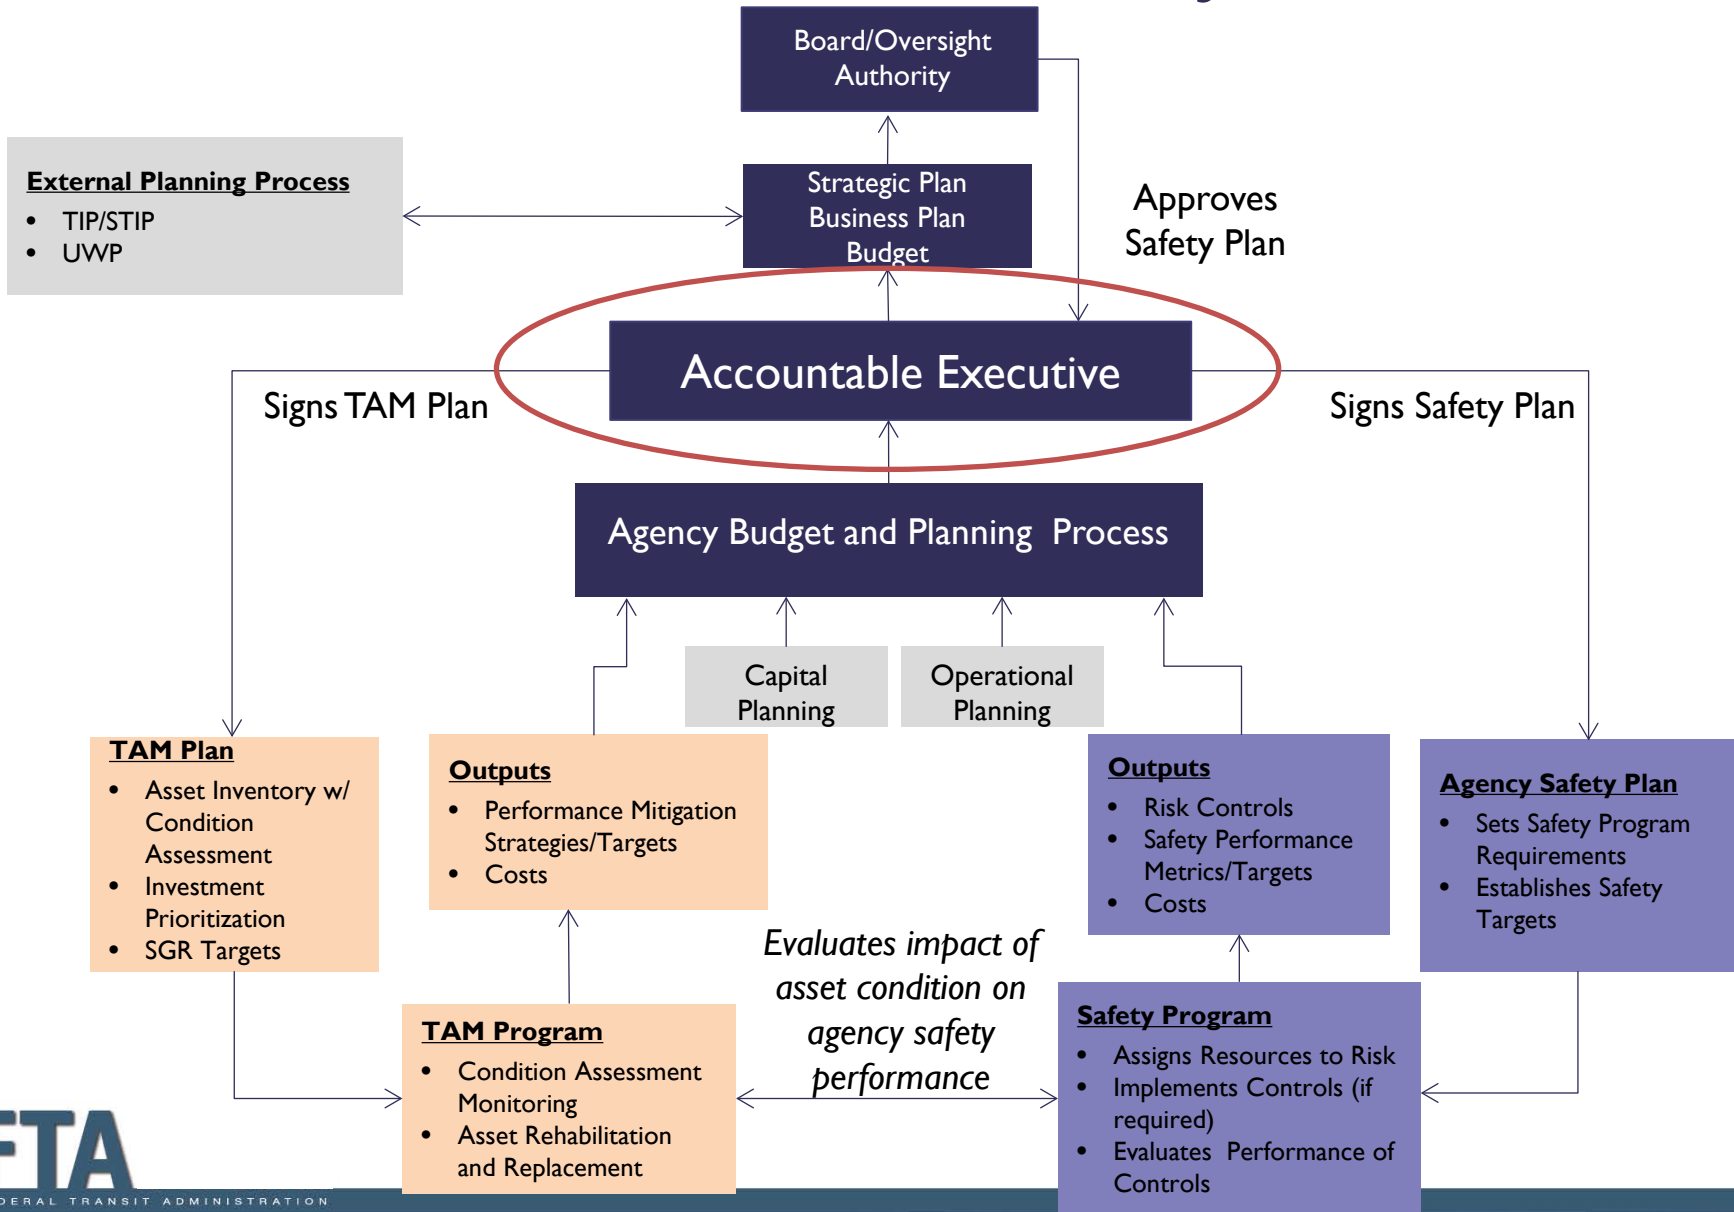 Board/Oversight
Authority
External Planning Process
• TIP/STIP
• UWP
Strategic Plan
Business Plan
Budget
Approves
Safety Plan
Accountable Executive
Signs TAM Plan
Signs Safety Plan
Agency Budget and Planning Process
Capital
Planning
Operational
Planning
TAM Plan
• Asset Inventory w/
Condition
Assessment
• Investment
Prioritization
• SGR Targets
Outputs
• Performance Mitigation
Strategies/Targets
• Costs
Outputs
• Risk Controls
• Safety Performance
Metrics/Targets
• Costs
Agency Safety Plan
• Sets Safety Program
Requirements
• Establishes Safety
Targets
Evaluates impact of
asset condition on
agency safety
performance
TAM Program
• Condition Assessment
Monitoring
• Asset Rehabilitation
and Replacement
Safety Program
• Assigns Resources to Risk
• Implements Controls (if
required)
• Evaluates Performance of
Controls
FTA
DERAL TRANSIT ADMINISTRATION